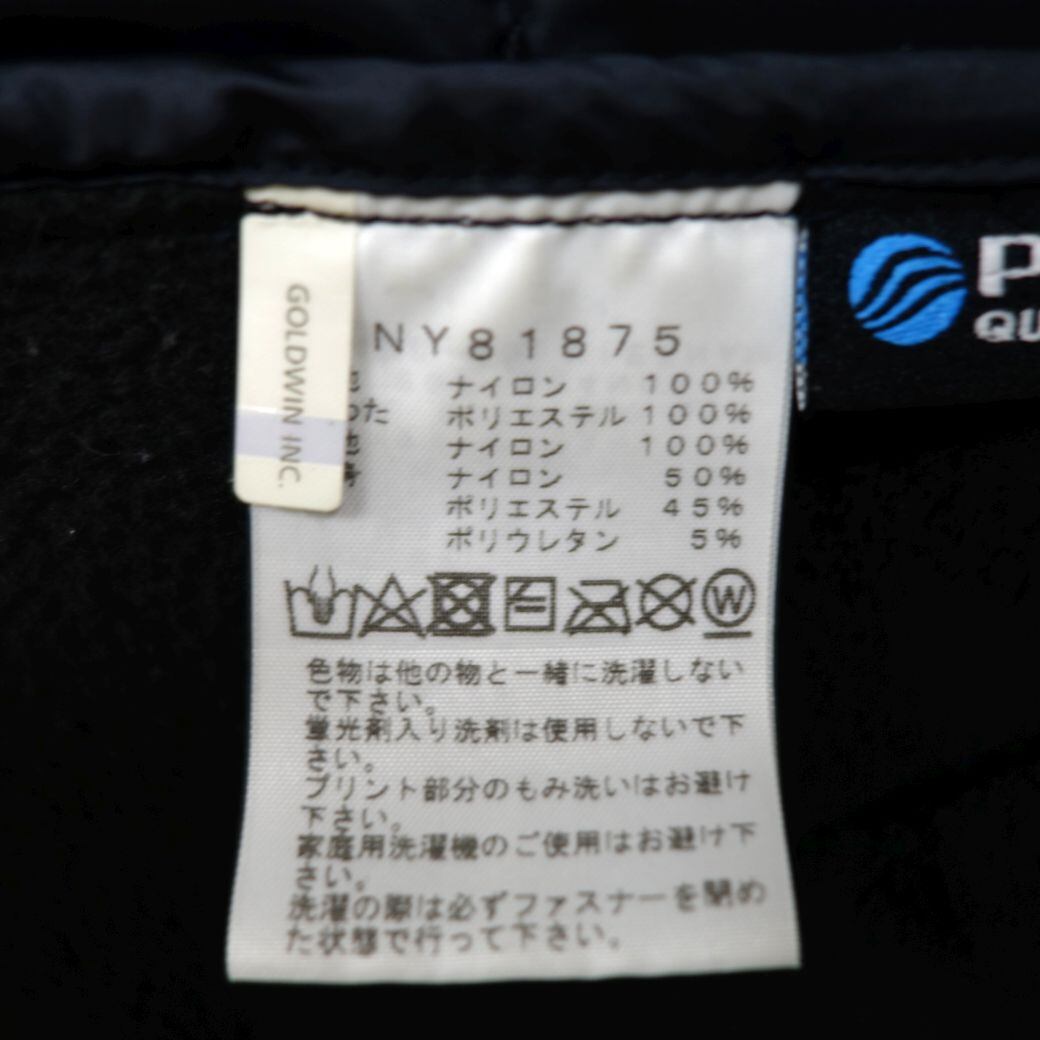 GOLDWIN INC.
NY81875
ナイロン 100%
わた ポリエステル 100%
ナイロン 100%
ナイロン 50%
ポリエステル 45%
ポリウレタン 5%
W
色物は他の物と一緒に洗濯しない
で下さい。
蛍光剤入り洗剤は使用しないで下
さい。
プリント部分のもみ洗いはお避け
下さい。
家庭用洗濯機のご使用はお避け下
さい。
洗濯の際は必ずファスナーを閉め
た状態で行って下さい。
P
QU